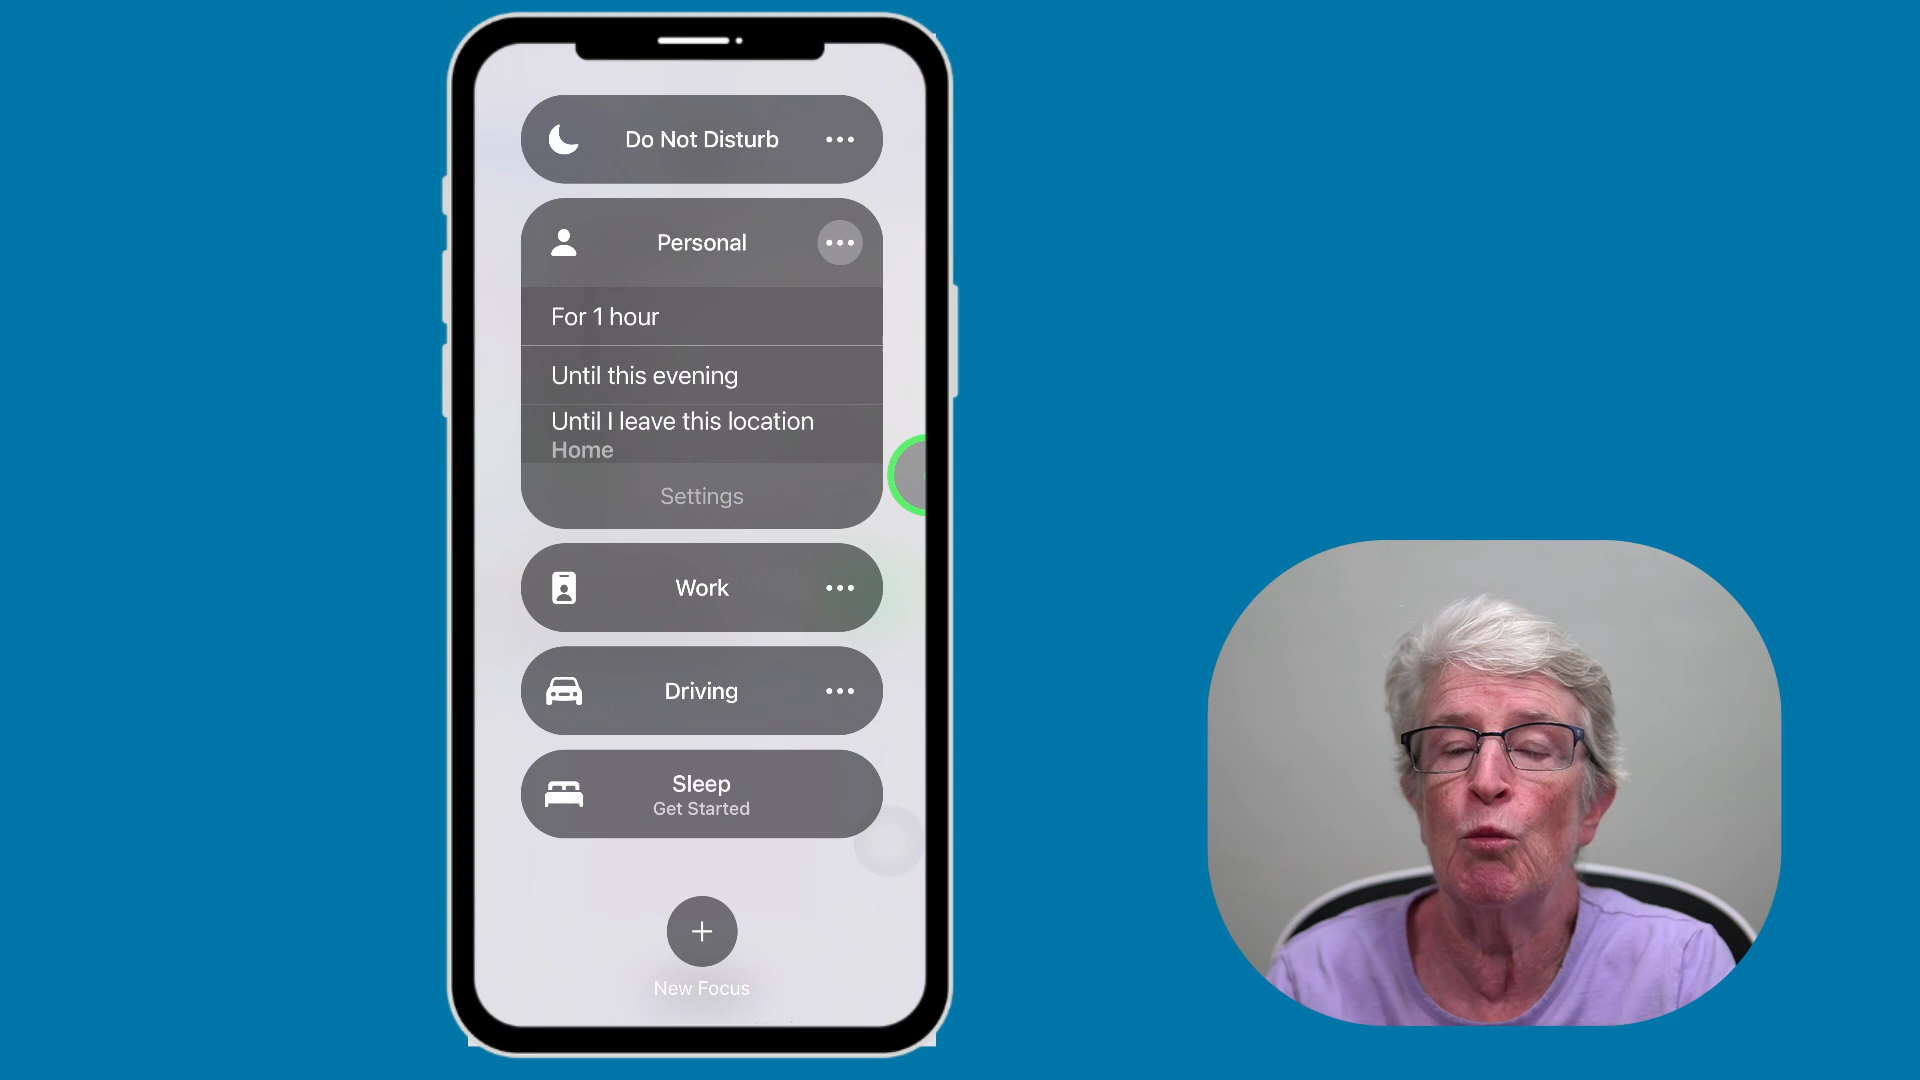 Do Not Disturb
Personal
For 1 hour
Until this evening
Until I leave this location
Home
Settings
Work
Driving
Sleep
Get Started
New Focus